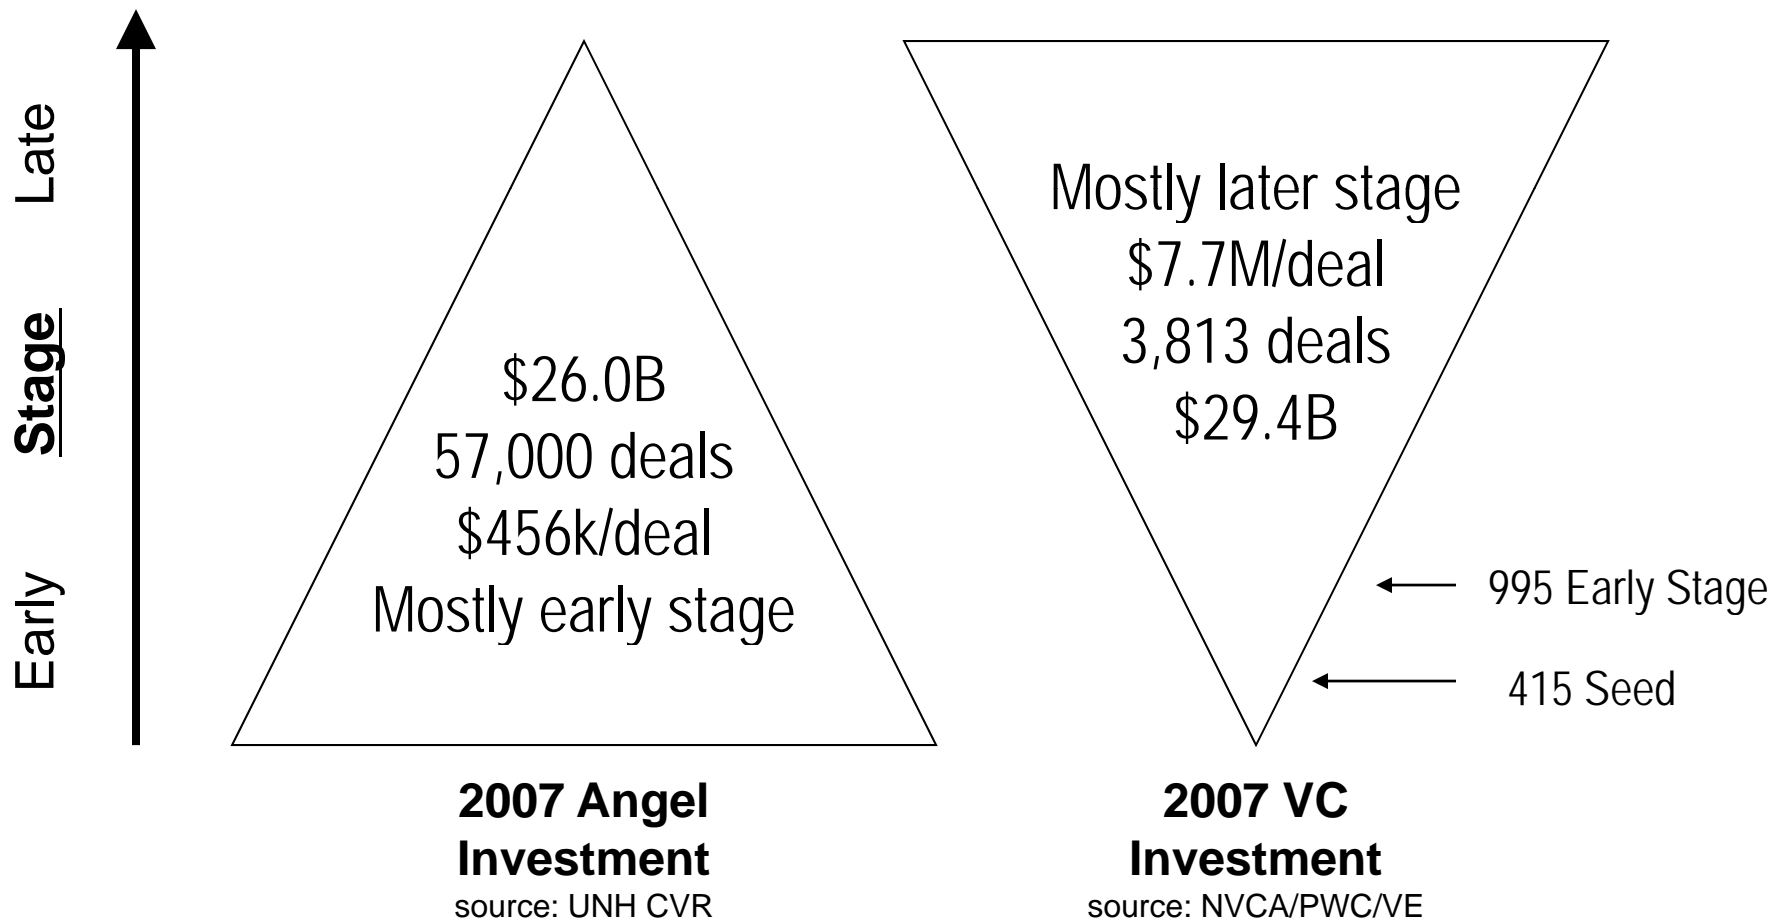 Late
Stage
Early
$26.0B
57,000 deals
$456k/deal
Mostly early stage
2007 Angel
Investment
source: UNH CVR
Mostly later stage
$7.7M/deal
3,813 deals
$29.4B
995 Early Stage
415 Seed
2007 VC
Investment
source: NVCA/PWC/VE